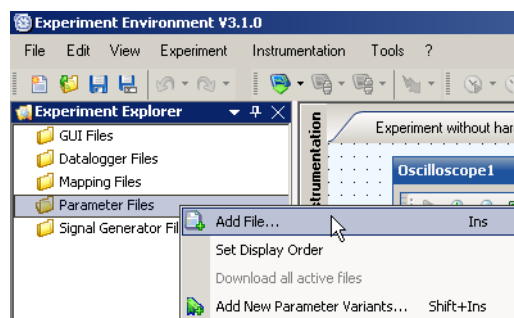 Experiment Environment V3.1.0
File Edit View Experiment Instrumentation Tools ?
Experiment Explorer
GUI Files
Datalogger Files
Mapping Files
Parameter Files
Signal Generator Fil
trumentation
Experiment without har
Oscilloscope1
Add File... Ins
Set Display Order
Download all active files
Add New Parameter Variants... Shift+Ins